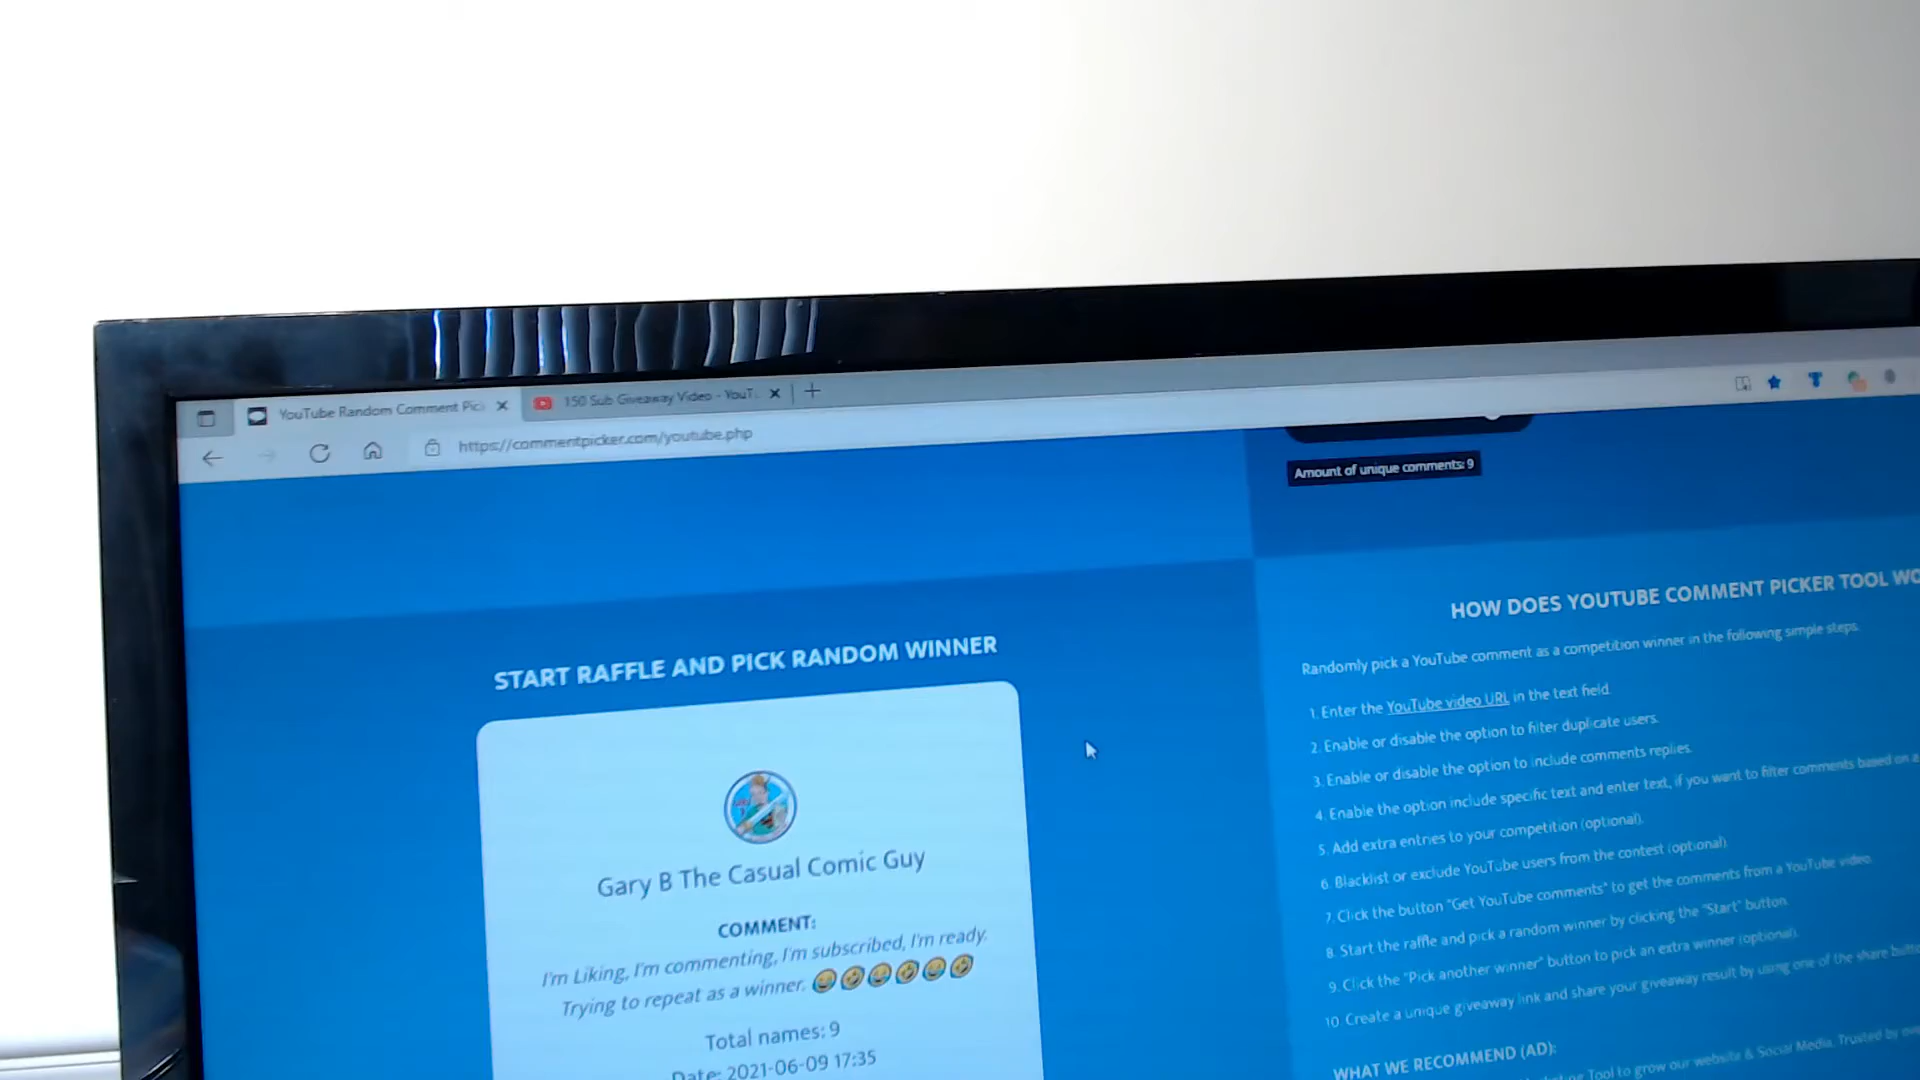 YouTube Random Comment Pic
150 Sub Giveaway Video - YouT
https://commentpicker.com/youtube.php
Amount of unique comments: 9
START RAFFLE AND PICK RANDOM WINNER
Gary B The Casual Comic Guy
COMMENT:
I'm Liking, I'm commenting, I'm subscribed, I'm ready.
Trying to repeat as a winner. 😂🤣😂🤣😂🤣
Total names: 9
Date: 2021-06-09 17:35
HOW DOES YOUTUBE COMMENT PICKER TOOL WO
Randomly pick a YouTube comment as a competition winner in the following simple steps.
1. Enter the YouTube video URL in the text field.
2. Enable or disable the option to filter duplicate users.
3. Enable or disable the option to include comments replies.
4. Enable the option include specific text and enter text, if you want to filter comments based on a
5. Add extra entries to your competition (optional).
6. Blacklist or exclude YouTube users from the contest (optional)
7. Click the button "Get YouTube comments" to get the comments from a YouTube video.
8. Start the raffle and pick a random winner by clicking the "Start" button.
9. Click the "Pick another winner" button to pick an extra winner (optional).
10. Create a unique giveaway link and share your giveaway result by using one of the share butto
WHAT WE RECOMMEND (AD):
Tool to grow our website & Social Media. Trusted by